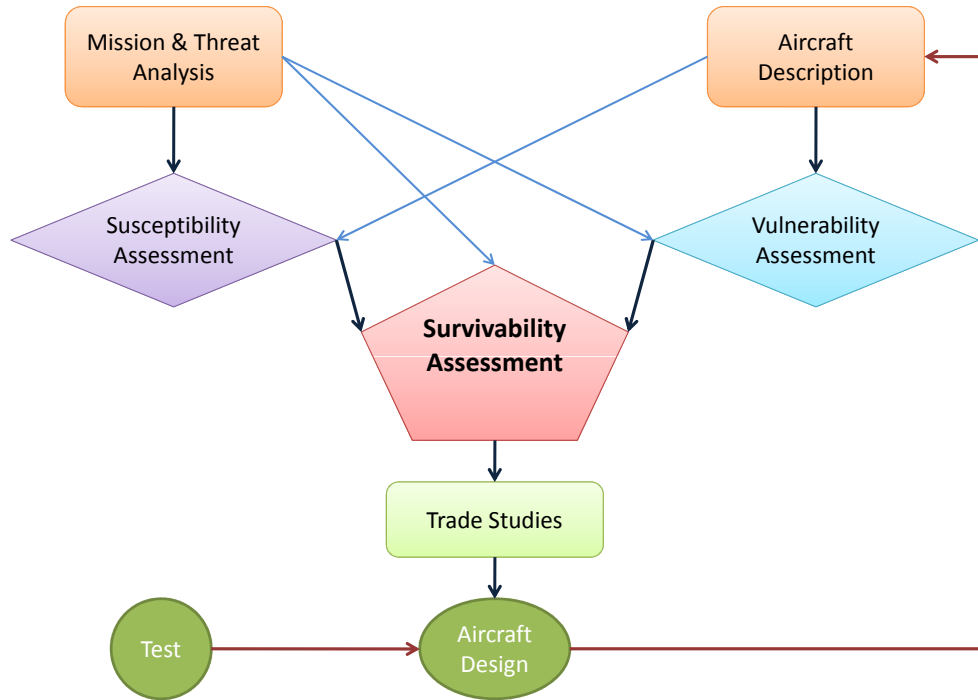 Mission & Threat
Analysis
Aircraft
Description
Susceptibility
Assessment
Vulnerability
Assessment
Survivability
Assessment
Trade Studies
Test
Aircraft
Design